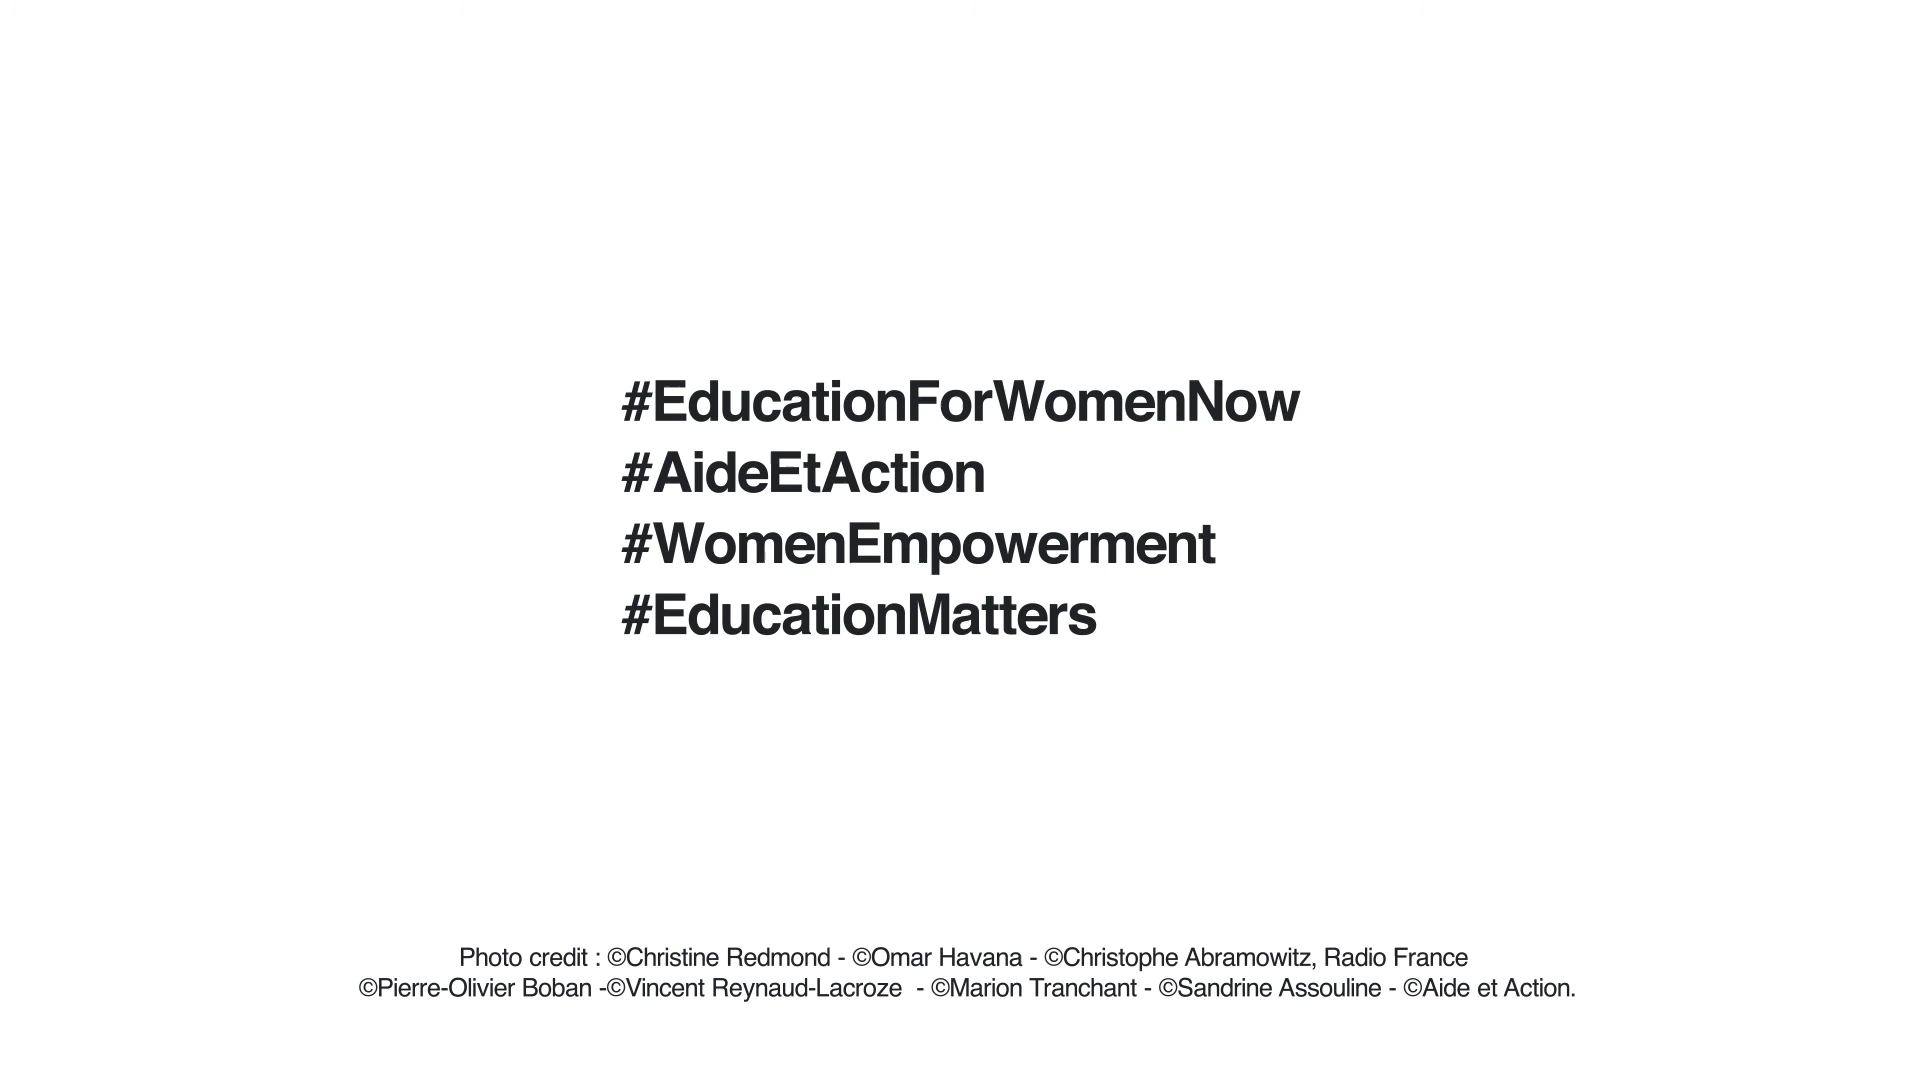 #EducationForWomenNow
#AideEtAction
#WomenEmpowerment
#EducationMatters
Photo credit : ©Christine Redmond - ©Omar Havana - ©Christophe Abramowitz, Radio France
©Pierre-Olivier Boban -©Vincent Reynaud-Lacroze  - ©Marion Tranchant - ©Sandrine Assouline - ©Aide et Action.